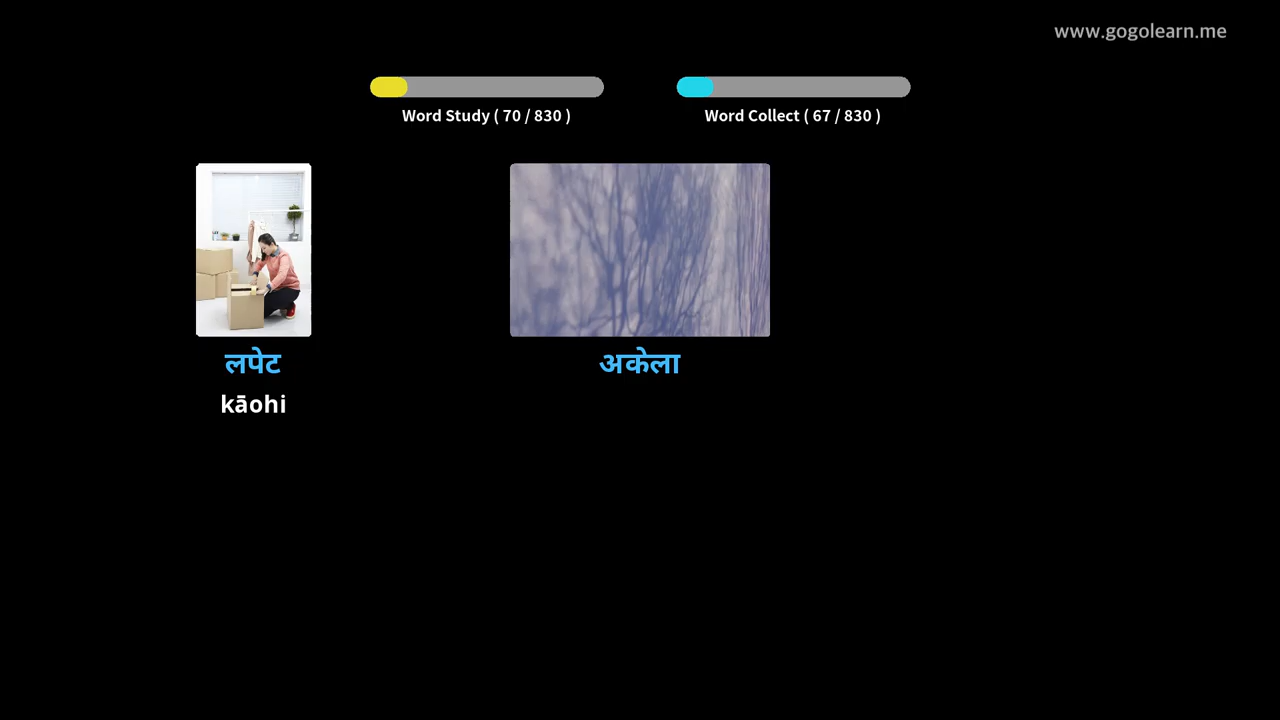 www.gogolearn.me
Word Study ( 70 / 830 )
Word Collect ( 67 / 830 )
लपेट
अकेला
kāohi